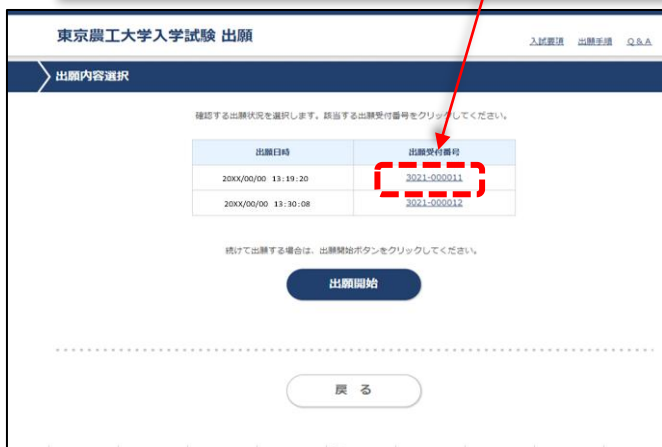 東京農工大学入学試験 出願
入試要項 出願手順 Q&A
出願内容選択
確認する出願状況を選択します。該当する出願受付番号をクリックしてください。
出願日時 出願受付番号
20XX/00/00 13:19:20 3021-000011
20XX/00/00 13:30:08 3021-000012
続けて出願する場合は、出願開始ボタンをクリックしてください。
出願開始
戻る